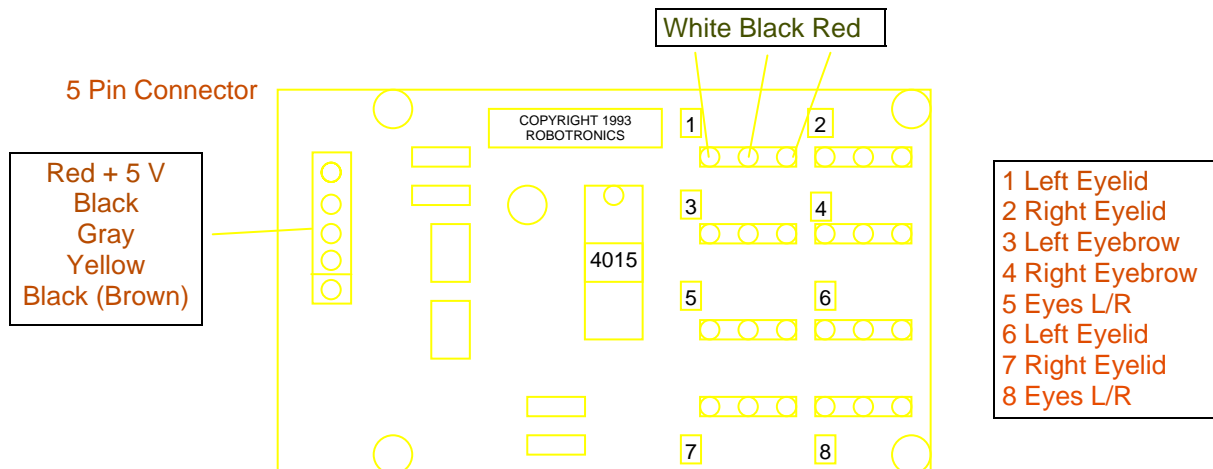 White Black Red
5 Pin Connector
COPYRIGHT 1993
ROBOTRONICS
1
2
Red + 5 V
Black
Gray
Yellow
Black (Brown)
3
4
4015
5
6
7
8
1 Left Eyelid
2 Right Eyelid
3 Left Eyebrow
4 Right Eyebrow
5 Eyes L/R
6 Left Eyelid
7 Right Eyelid
8 Eyes L/R